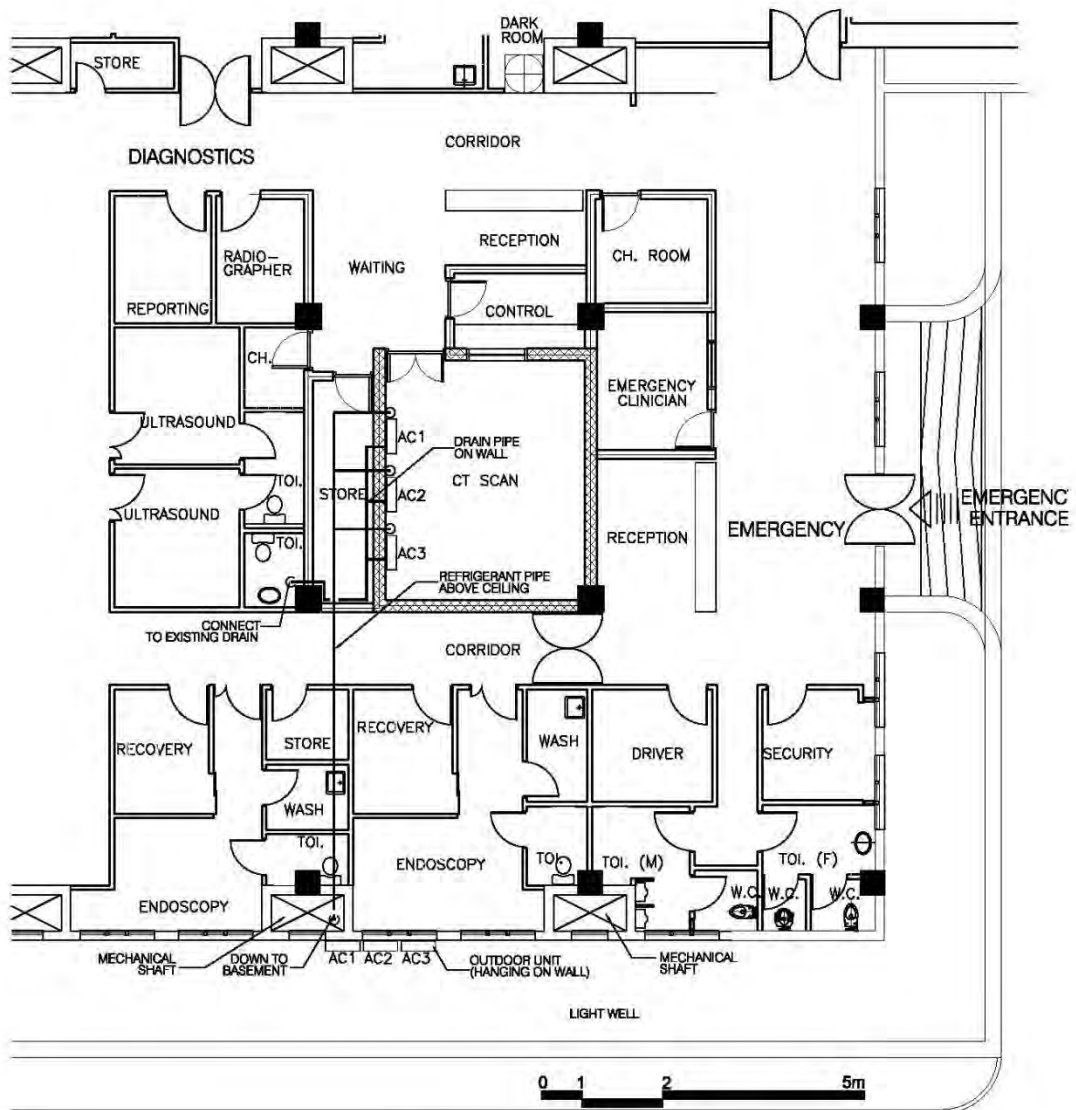 DARK
ROOM
STORE
CORRIDOR
DIAGNOSTICS
RECEPTION
RADIO-
GRAPHER
WAITING
CH. ROOM
REPORTING
CONTROL
CH.
EMERGENCY
CLINICIAN
ULTRASOUND
AC1
DRAIN PIPE
ON WALL
TOI.
STORE
AC2
CT SCAN
EMERGENC
ENTRANCE
ULTRASOUND
EMERGENCY
RECEPTION
TOI.
AC3
REFRIGERANT PIPE
ABOVE CEILING
CONNECT
TO EXISTING DRAIN
CORRIDOR
RECOVERY
STORE
RECOVERY
WASH
DRIVER
SECURITY
WASH
TOI.
ENDOSCOPY
TOI.
TOI. (M)
TOI. (F)
W.C.
W.C.
W.C.
ENDOSCOPY
MECHANICAL
SHAFT
DOWN TO
BASEMENT
AC1
AC2
AC3
OUTDOOR UNIT
(HANGING ON WALL)
MECHANICAL
SHAFT
LIGHT WELL
0 1 2 5m